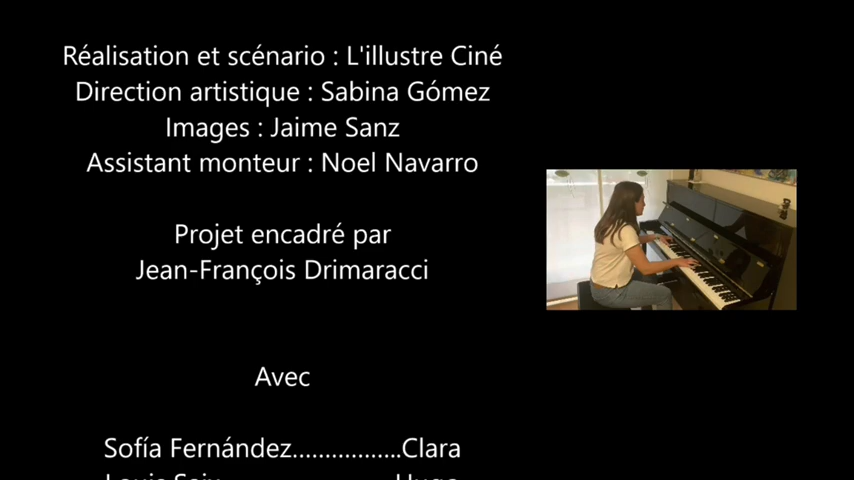 Réalisation et scénario : L'illustre Ciné
Direction artistique : Sabina Gómez
Images : Jaime Sanz
Assistant monteur : Noel Navarro
Projet encadré par
Jean-François Drimaracci
Avec
Sofía Fernández.................Clara